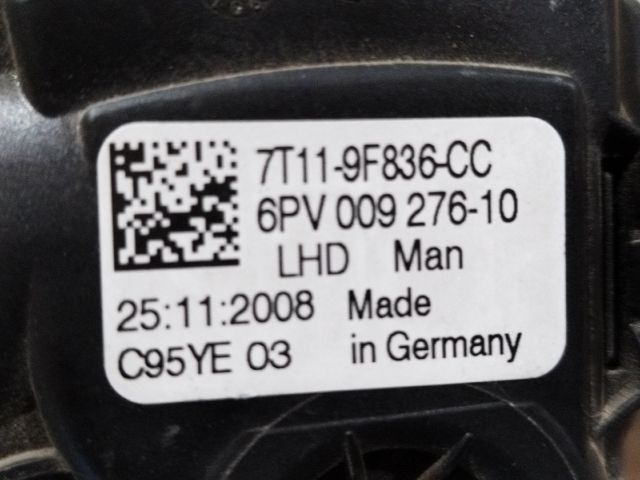 7T11-9F836-CC
6PV 009 276-10
LHD Man
25:11:2008 Made
C95YE 03 in Germany